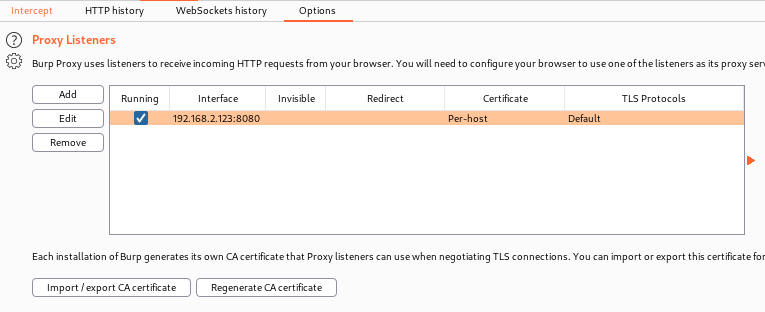 Intercept HTTP history WebSockets history Options
? Proxy Listeners
Burp Proxy uses listeners to receive incoming HTTP requests from your browser. You will need to configure your browser to use one of the listeners as its proxy serv
Add Running Interface Invisible Redirect Certificate TLS Protocols
Edit 192.168.2.123:8080 Per-host Default
Remove
Each installation of Burp generates its own CA certificate that Proxy listeners can use when negotiating TLS connections. You can import or export this certificate for
Import / export CA certificate Regenerate CA certificate